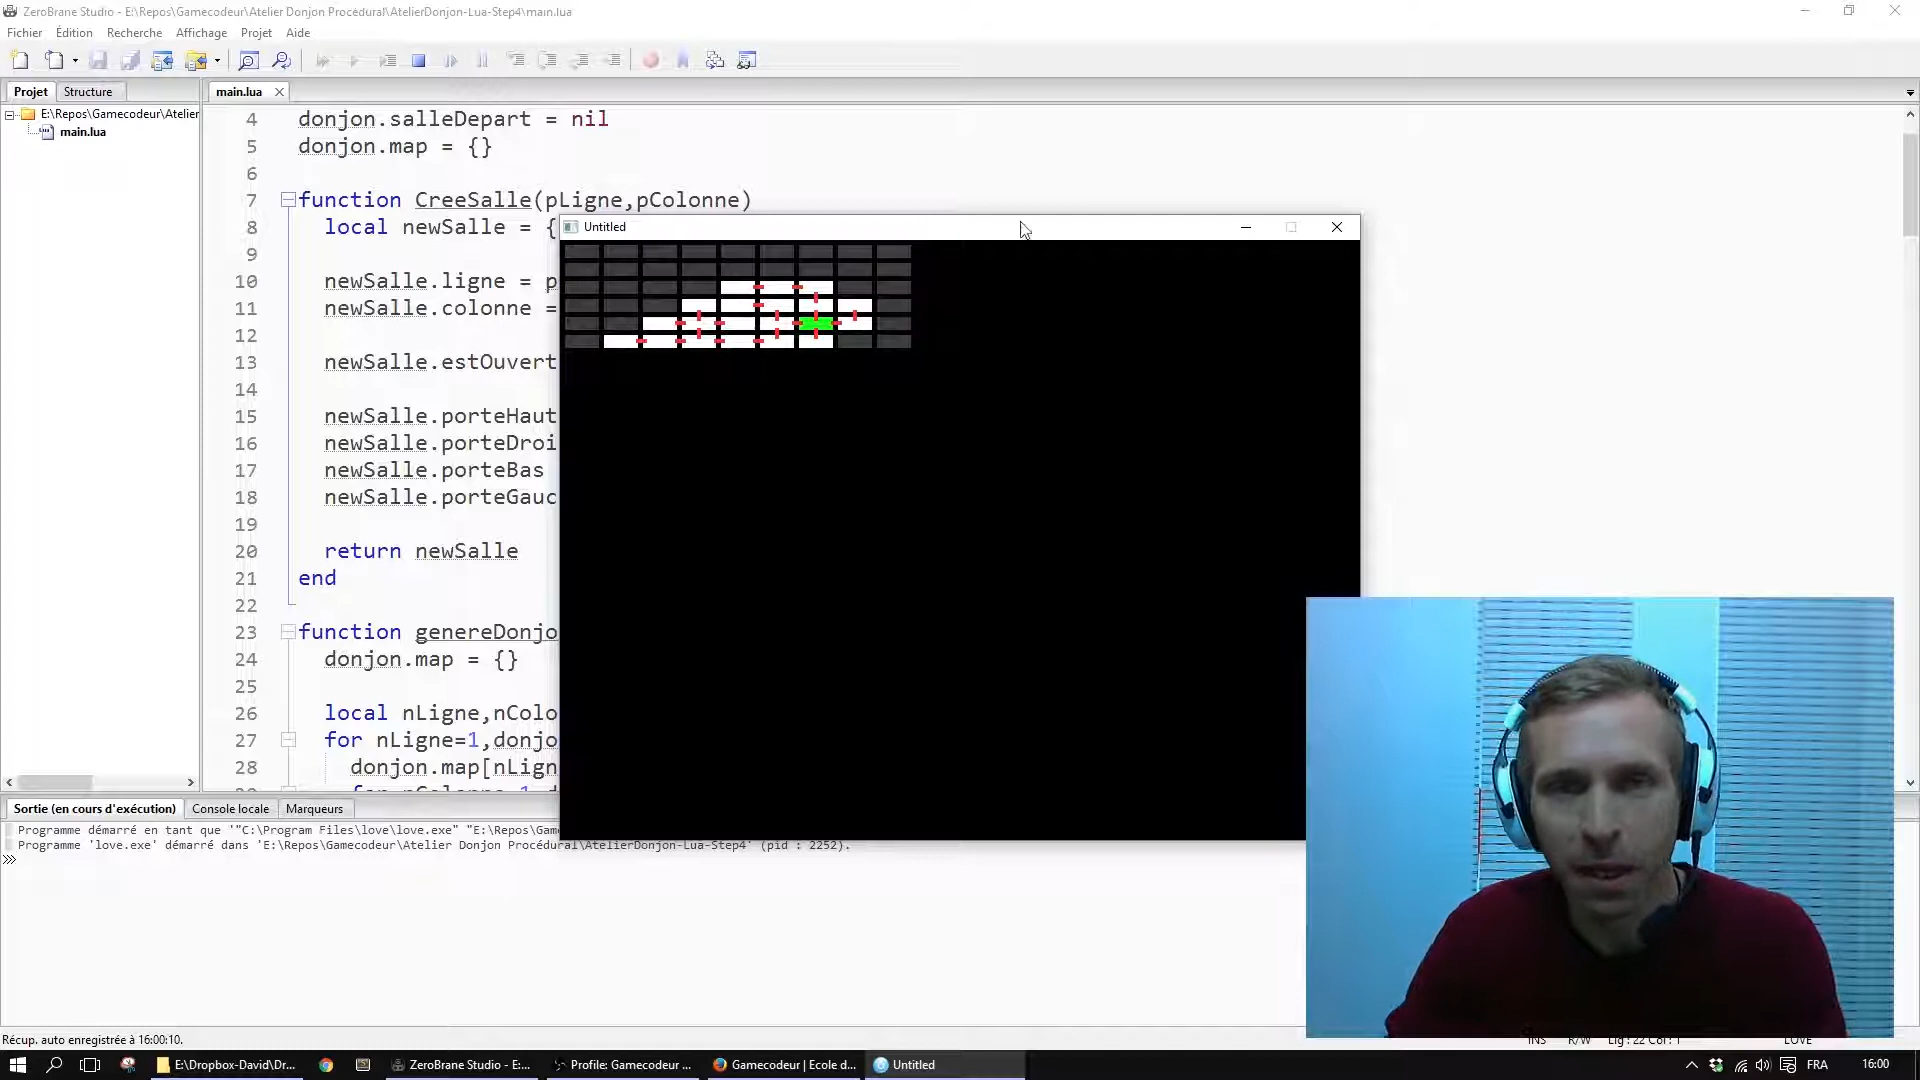 ZeroBrane Studio - E:\Repos\Gamecodeur\Atelier Donjon Procédural\AtelierDonjon-Lua-Step4\main.lua
Fichier Édition Recherche Affichage Projet Aide
Projet Structure main.lua
E:\Repos\Gamecodeur\Atelier
main.lua
4 donjon.salleDepart = nil
5 donjon.map = {}
6
7 function CreeSalle(pLigne,pColonne)
8 local newSalle = {
Untitled
9
10 newSalle.ligne = p
11 newSalle.colonne =
12
13 newSalle.estOuvert
14
15 newSalle.porteHaut
16 newSalle.porteDroi
17 newSalle.porteBas
18 newSalle.porteGauc
19
20 return newSalle
21 end
22
23 function genereDonjo
24 donjon.map = {}
25
26 local nLigne,nColo
27 for nLigne=1,donjo
28 donjon.map[nLign
Sortie (en cours d'exécution) Console locale Marqueurs
Programme démarré en tant que '"C:\Program Files\love\love.exe" "E:\Repos\Gam
Programme 'love.exe' démarré dans 'E:\Repos\Gamecodeur\Atelier Donjon Procédural\AtelierDonjon-Lua-Step4' (pid : 2252).
Récup. auto enregistrée à 16:00:10.
INS R/W Lig : 22 Col : 1 LOVE
E:\Dropbox-David\Dr... ZeroBrane Studio - E:... Profile: Gamecodeur ... Gamecodeur | Ecole d... Untitled FRA 16:00